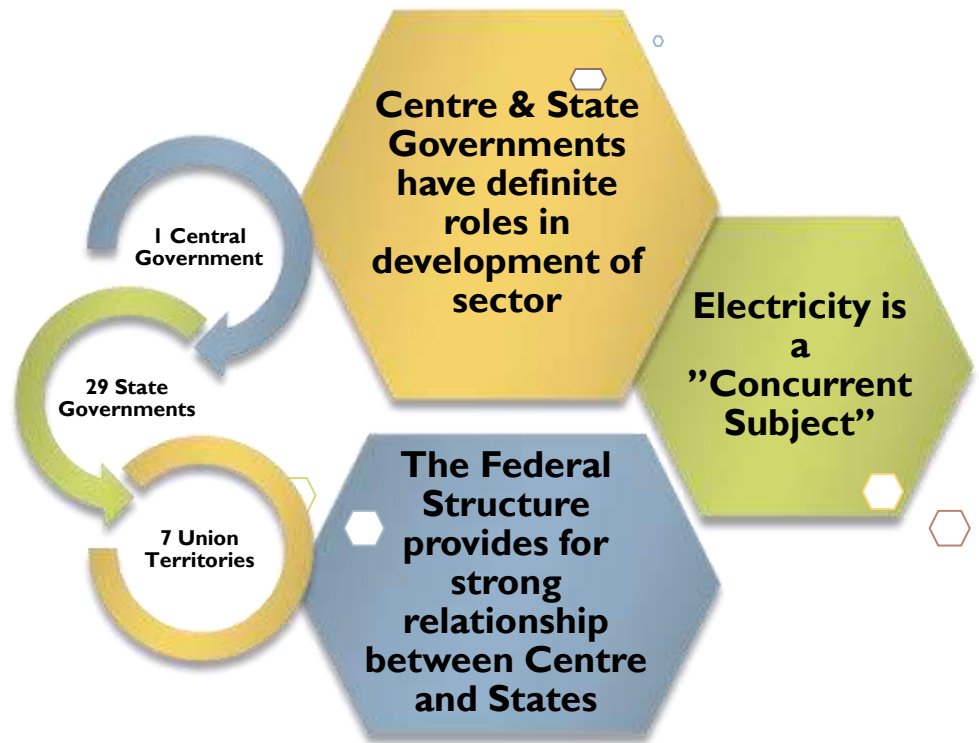 1 Central
Government
29 State
Governments
7 Union
Territories
Centre & State
Governments
have definite
roles in
development of
sector
Electricity is
a
”Concurrent
Subject”
The Federal
Structure
provides for
strong
relationship
between Centre
and States